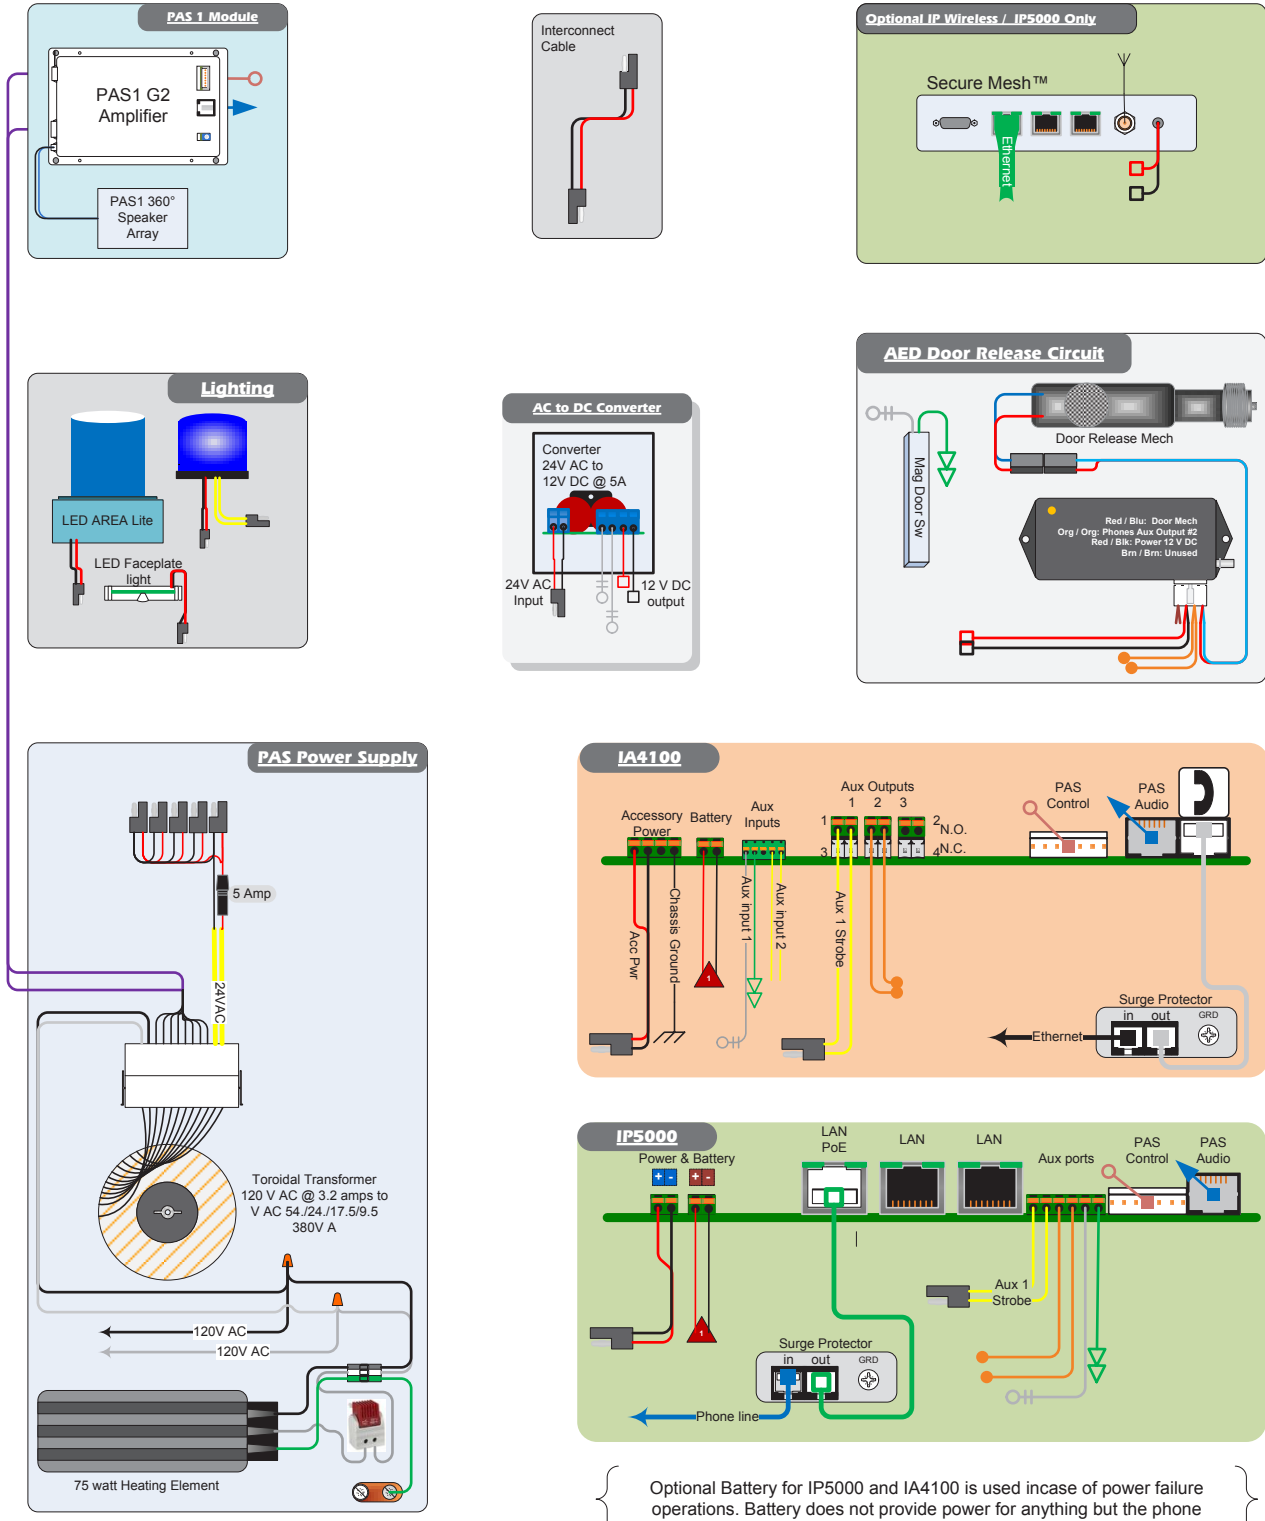 PAS 1 Module
PAS1 G2
Amplifier
PAS1 360°
Speaker
Array
Interconnect
Cable
Optional IP Wireless / IP5000 Only
Secure Mesh™
Ethernet
Lighting
LED AREA Lite
LED Faceplate
light
AC to DC Converter
Converter
24V AC to
12V DC @ 5A
24V AC
Input
12 V DC
output
AED Door Release Circuit
Door Release Mech
Mag Door Sw
Red / Blu: Door Mech
Org / Org: Phones Aux Output #2
Red / Blk: Power 12 V DC
Brn / Brn: Unused
PAS Power Supply
5 Amp
24VAC
Toroidal Transformer
120 V AC @ 3.2 amps to
V AC 54./24./17.5/9.5
380V A
120V AC
120V AC
75 watt Heating Element
IA4100
Accessory
Power
Battery
Aux
Inputs
Aux Outputs
1 2 3
1
2
N.O.
3
4
N.C.
PAS
Control
PAS
Audio
Acc Pwr
Chassis Ground
1
Aux input 1
Aux input 2
Aux 1 Strobe
Surge Protector
in out GRD
Ethernet
IP5000
Power & Battery
+ - + -
LAN
PoE
LAN
LAN
Aux ports
PAS
Control
PAS
Audio
1
Aux 1
Strobe
Surge Protector
in out GRD
Phone line
Optional Battery for IP5000 and IA4100 is used incase of power failure
operations. Battery does not provide power for anything but the phone